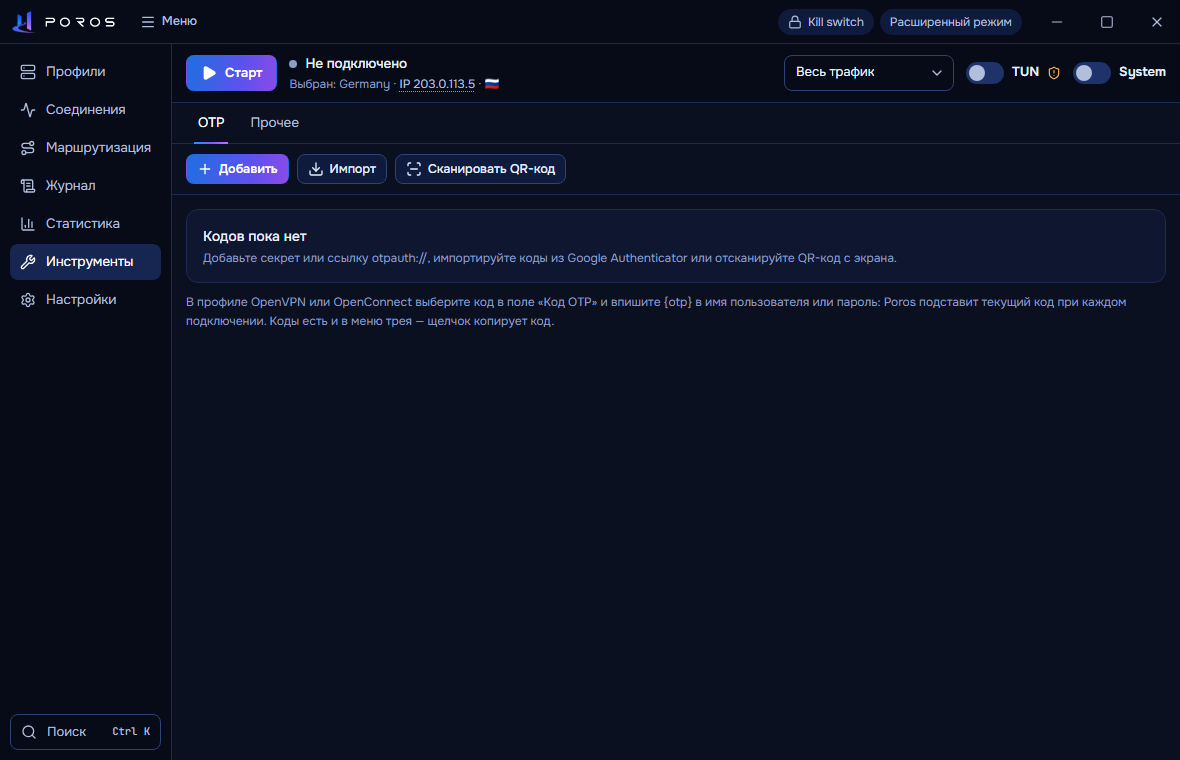 POROS
Меню
Kill switch
Расширенный режим
Профили
Соединения
Маршрутизация
Журнал
Статистика
Инструменты
Настройки
Поиск
Ctrl K
Старт
Не подключено
Выбран: Germany · IP 203.0.113.5 ·
Весь трафик
TUN
System
OTP
Прочее
Добавить
Импорт
Сканировать QR-код
Кодов пока нет
Добавьте секрет или ссылку otpauth://, импортируйте коды из Google Authenticator или отсканируйте QR-код с экрана.
В профиле OpenVPN или OpenConnect выберите код в поле «Код OTP» и впишите {otp} в имя пользователя или пароль: Poros подставит текущий код при каждом
подключении. Коды есть и в меню трея — щелчок копирует код.